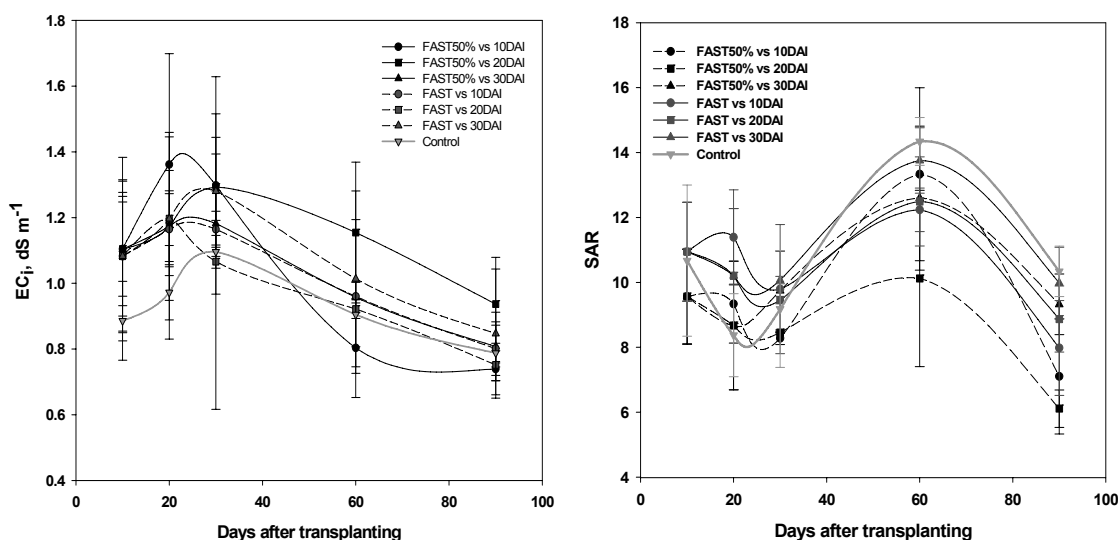 1.8
1.6
1.4
1.2
1.0
0.8
0.6
0.4
ECi, dS m-1
0 20 40 60 80 100
Days after transplanting
FAST50% vs 10DAI
FAST50% vs 20DAI
FAST50% vs 30DAI
FAST vs 10DAI
FAST vs 20DAI
FAST vs 30DAI
Control
18
16
14
12
10
8
6
4
SAR
0 20 40 60 80 100
Days after transplanting
FAST50% vs 10DAI
FAST50% vs 20DAI
FAST50% vs 30DAI
FAST vs 10DAI
FAST vs 20DAI
FAST vs 30DAI
Control